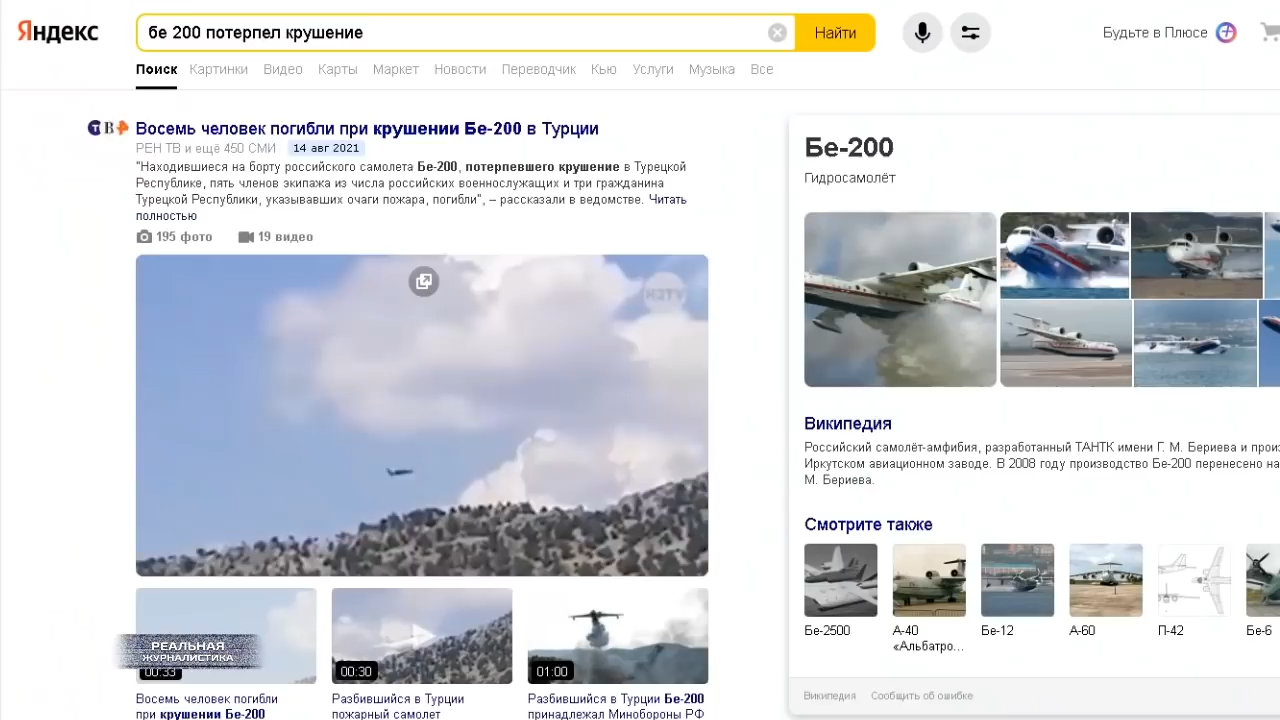 Яндекс
бе 200 потерпел крушение
Найти
Будьте в Плюсе
Поиск Картинки Видео Карты Маркет Новости Переводчик Кью Услуги Музыка Все
Восемь человек погибли при крушении Бе-200 в Турции
РЕН ТВ и ещё 450 СМИ 14 авг 2021
"Находившиеся на борту российского самолета Бе-200, потерпевшего крушение в Турецкой
Республике, пять членов экипажа из числа российских военнослужащих и три гражданина
Турецкой Республики, указывавших очаги пожара, погибли", – рассказали в ведомстве. Читать
полностью
195 фото 19 видео
KZTV
РЕАЛЬНАЯ
ЖУРНАЛИСТИКА
00:33
00:30
01:00
Восемь человек погибли
при крушении Бе-200
Разбившийся в Турции
пожарный самолет
Разбившийся в Турции Бе-200
принадлежал Минобороны РФ
Бе-200
Гидросамолёт
Википедия
Российский самолёт-амфибия, разработанный ТАНТК имени Г. М. Бериева и
Иркутском авиационном заводе. В 2008 году производство Бе-200 перенесено на
М. Бериева.
Смотрите также
Бе-2500
А-40
«Альбатро...
Бе-12
А-60
П-42
Бе-6
Википедия Сообщить об ошибке